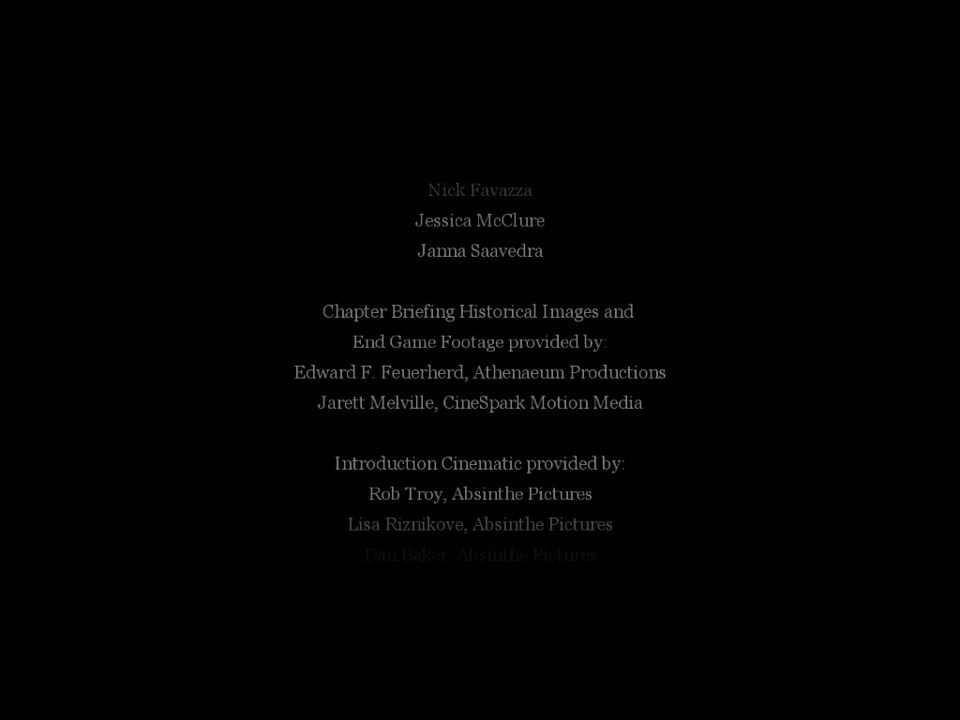 Nick Favazza
Jessica McClure
Janna Saavedra
Chapter Briefing Historical Images and
End Game Footage provided by:
Edward F. Feuerherd, Athenaeum Productions
Jarett Melville, CineSpark Motion Media
Introduction Cinematic provided by:
Rob Troy, Absinthe Pictures
Lisa Riznikove, Absinthe Pictures
Dan Baker, Absinthe Pictures